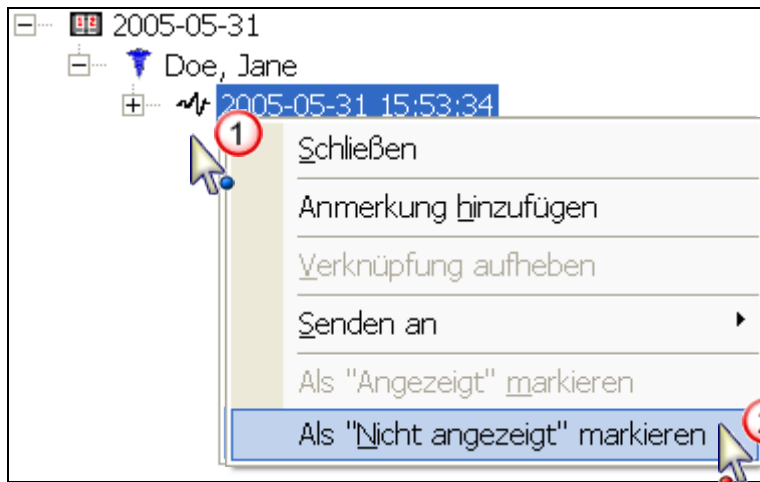 2005-05-31
Doe, Jane
2005-05-31 15:53:34
1
Schließen
Anmerkung hinzufügen
Verknüpfung aufheben
Senden an
Als "Angezeigt" markieren
Als "Nicht angezeigt" markieren